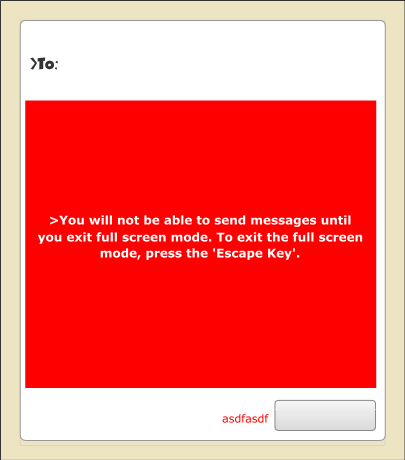 >To:
>You will not be able to send messages until
you exit full screen mode. To exit the full screen
mode, press the 'Escape Key'.
asdfasdf